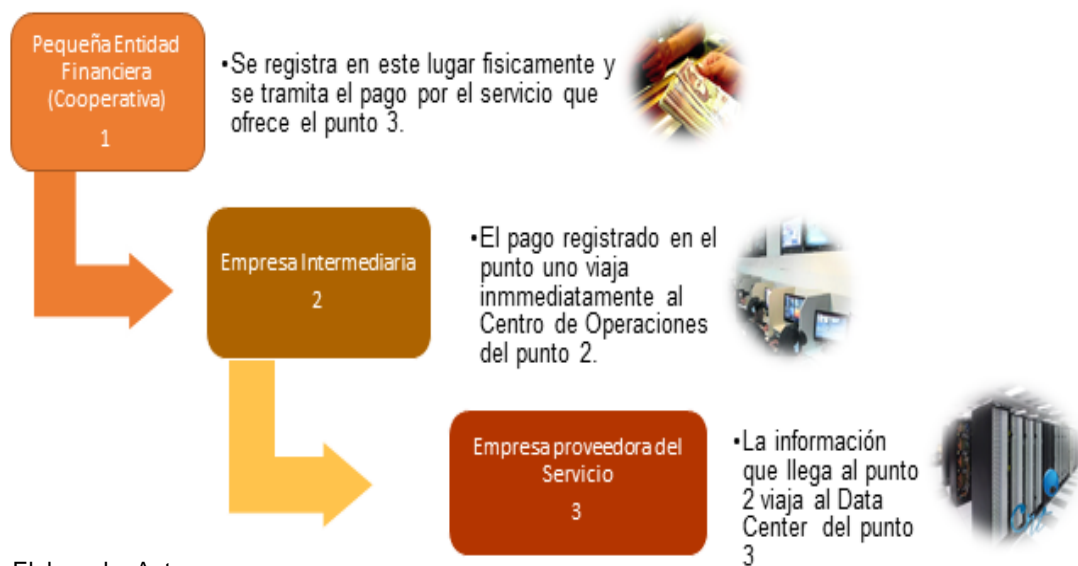 Pequeña Entidad
Financiera
(Cooperativa)
1
•Se registra en este lugar fisicamente y
se tramita el pago por el servicio que
ofrece el punto 3.
Empresa Intermediaria
2
•El pago registrado en el
punto uno viaja
inmmediatamente al
Centro de Operaciones
del punto 2.
Empresa proveedora del
Servicio
3
•La información
que llega al punto
2 viaja al Data
Center del punto
3